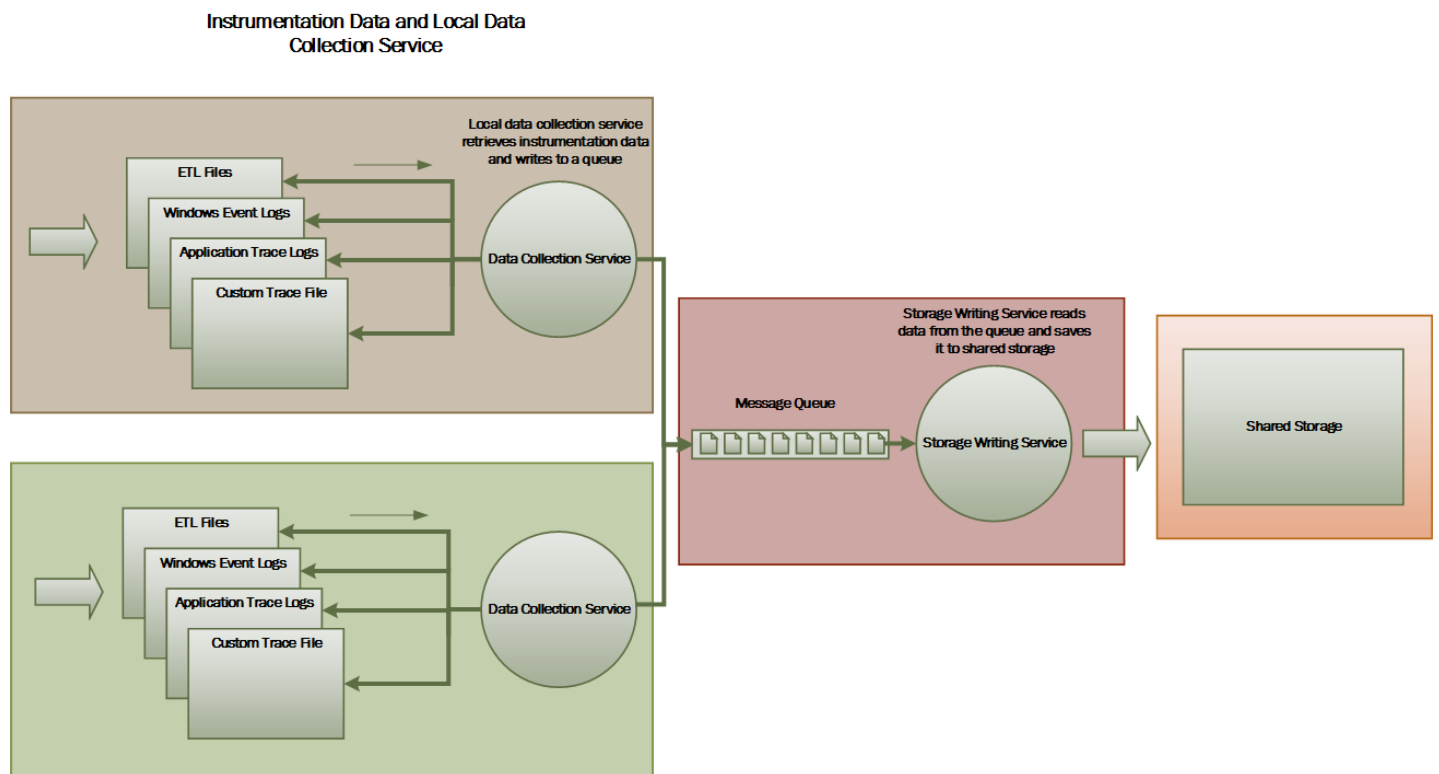 Instrumentation Data and Local Data
Collection Service
Local data collection service
retrieves instrumentation data
and writes to a queue
ETL Files
Windows Event Logs
Application Trace Logs
Custom Trace File
Data Collection Service
Storage Writing Service reads
data from the queue and saves
it to shared storage
Message Queue
Storage Writing Service
Shared Storage
ETL Files
Windows Event Logs
Application Trace Logs
Custom Trace File
Data Collection Service